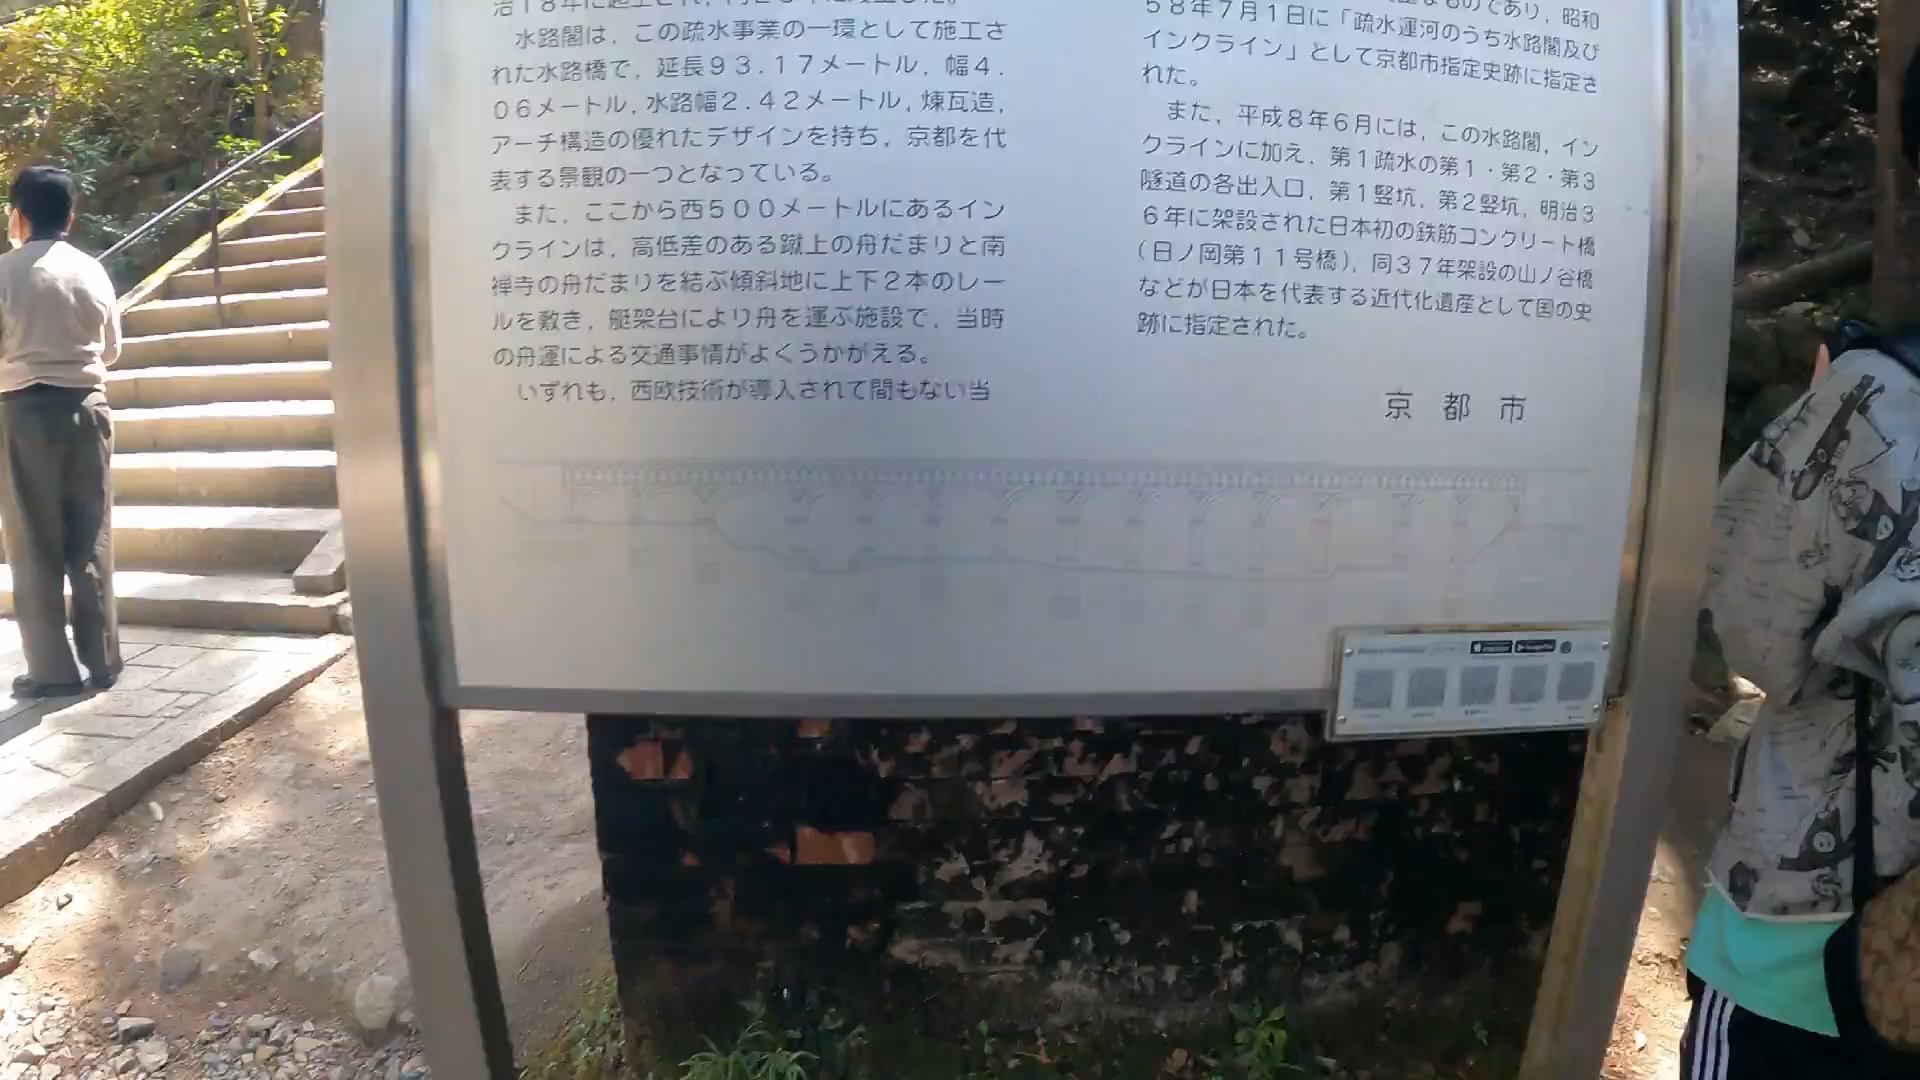 水路閣は，この疏水事業の一環として施工さ
れた水路橋で，延長９３．１７メートル，幅４．
０６メートル，水路幅２．４２メートル，煉瓦造，
アーチ構造の優れたデザインを持ち，京都を代
表する景観の一つとなっている。
また，ここから西５００メートルにあるイン
クラインは，高低差のある蹴上の舟だまりと南
禅寺の舟だまりを結ぶ傾斜地に上下２本のレー
ルを敷き，艇架台により舟を運ぶ施設で，当時
の舟運による交通事情がよくうかがえる。
いずれも，西欧技術が導入されて間もない当
ものであり，昭和
５８年７月１日に「疏水運河のうち水路閣及び
インクライン」として京都市指定史跡に指定さ
れた。
また，平成８年６月には，この水路閣，イン
クラインに加え，第１疏水の第１・第２・第３
隧道の各出入口，第１竪坑，第２竪坑，明治３
６年に架設された日本初の鉄筋コンクリート橋
（日ノ岡第１１号橋），同３７年架設の山ノ谷橋
などが日本を代表する近代化遺産として国の史
跡に指定された。
京都市